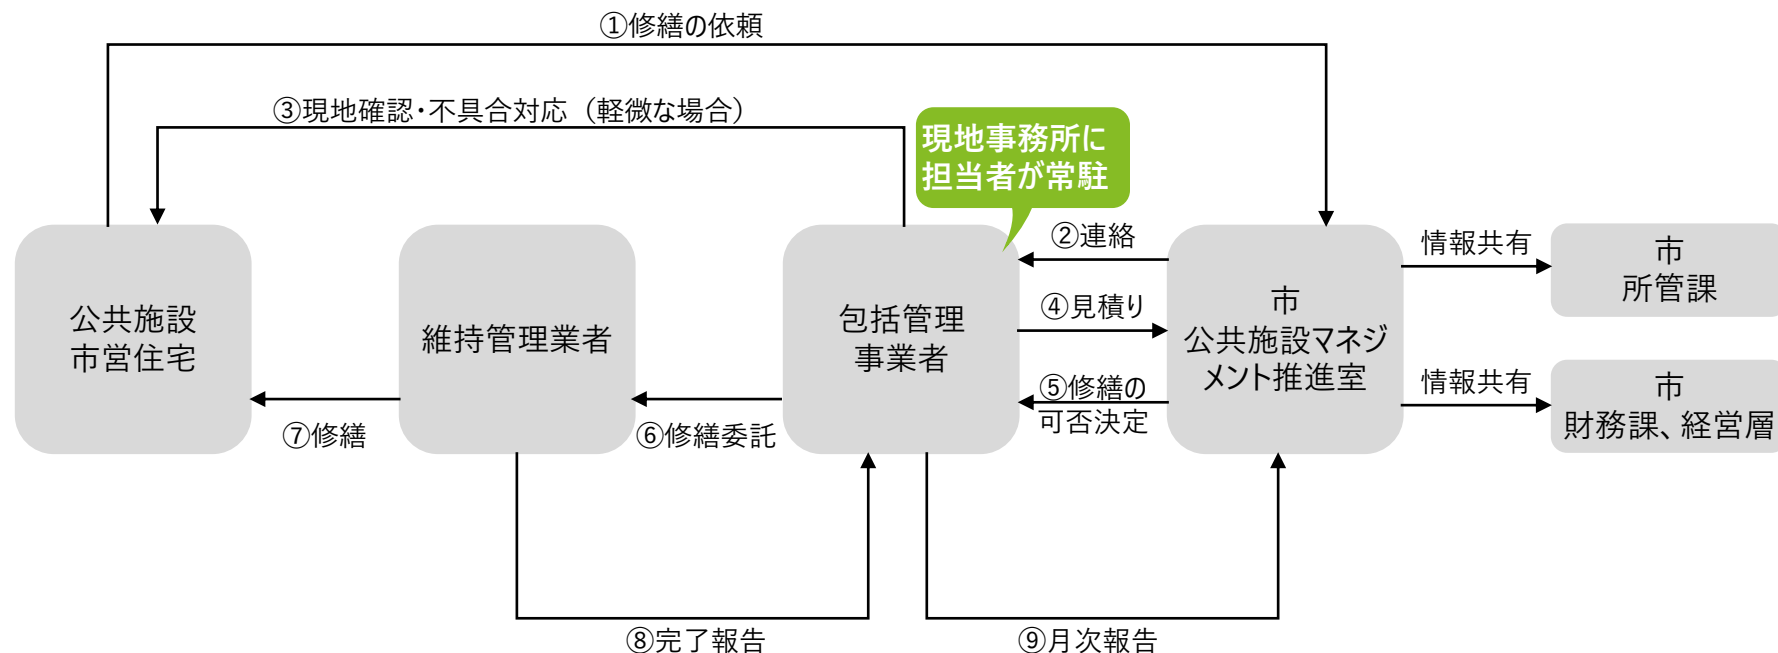 ①修繕の依頼
③現地確認・不具合対応（軽微な場合）
現地事務所に
担当者が常駐
②連絡
情報共有
市
所管課
公共施設
市営住宅
維持管理業者
包括管理
事業者
④見積り
市
公共施設マネジ
メント推進室
⑤修繕の
可否決定
情報共有
市
財務課、経営層
⑦修繕
⑥修繕委託
⑧完了報告
⑨月次報告